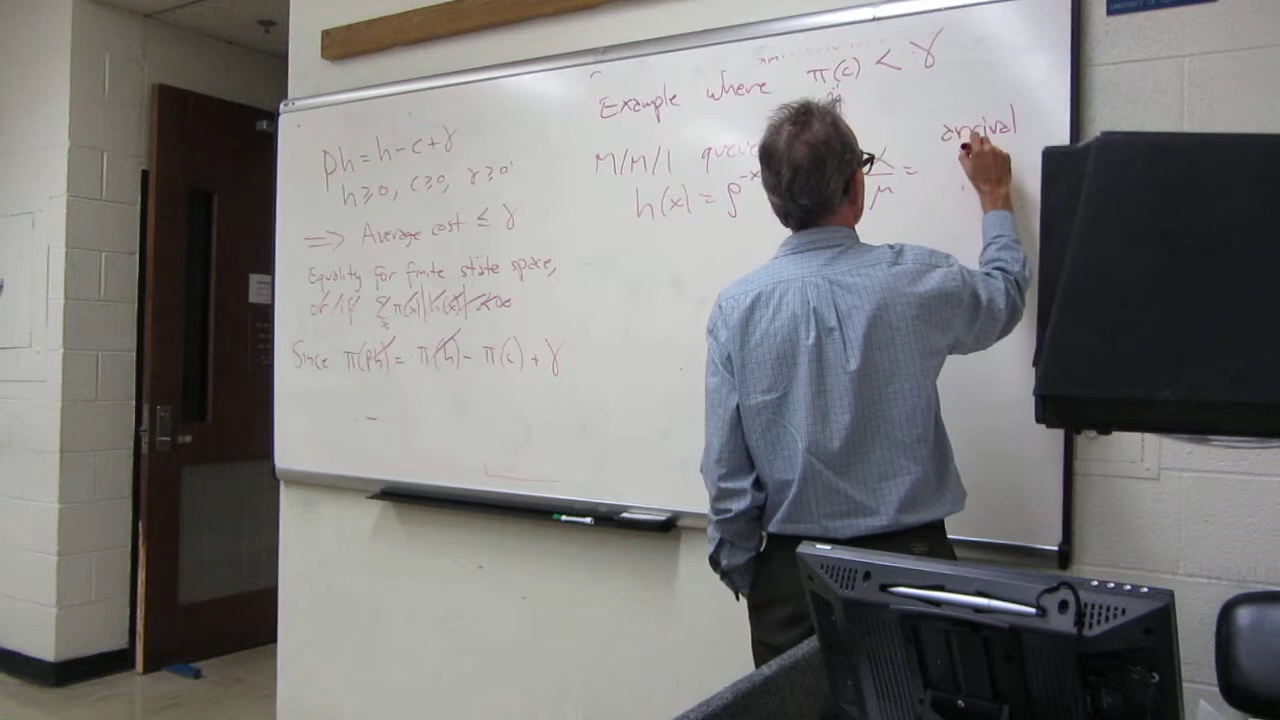 Ph = h - c + γ
h ≥ 0, c ≥ 0, γ ≥ 0
⟹ Average cost ≤ γ
Equality for finite state space,
or if Σ π(x)|h(x)| < ∞
x
Since π(Ph) = π(h) - π(c) + γ
Example where π(c) < γ
M/M/1 queue
h(x) = ρ^-x
α/μ =
arrival